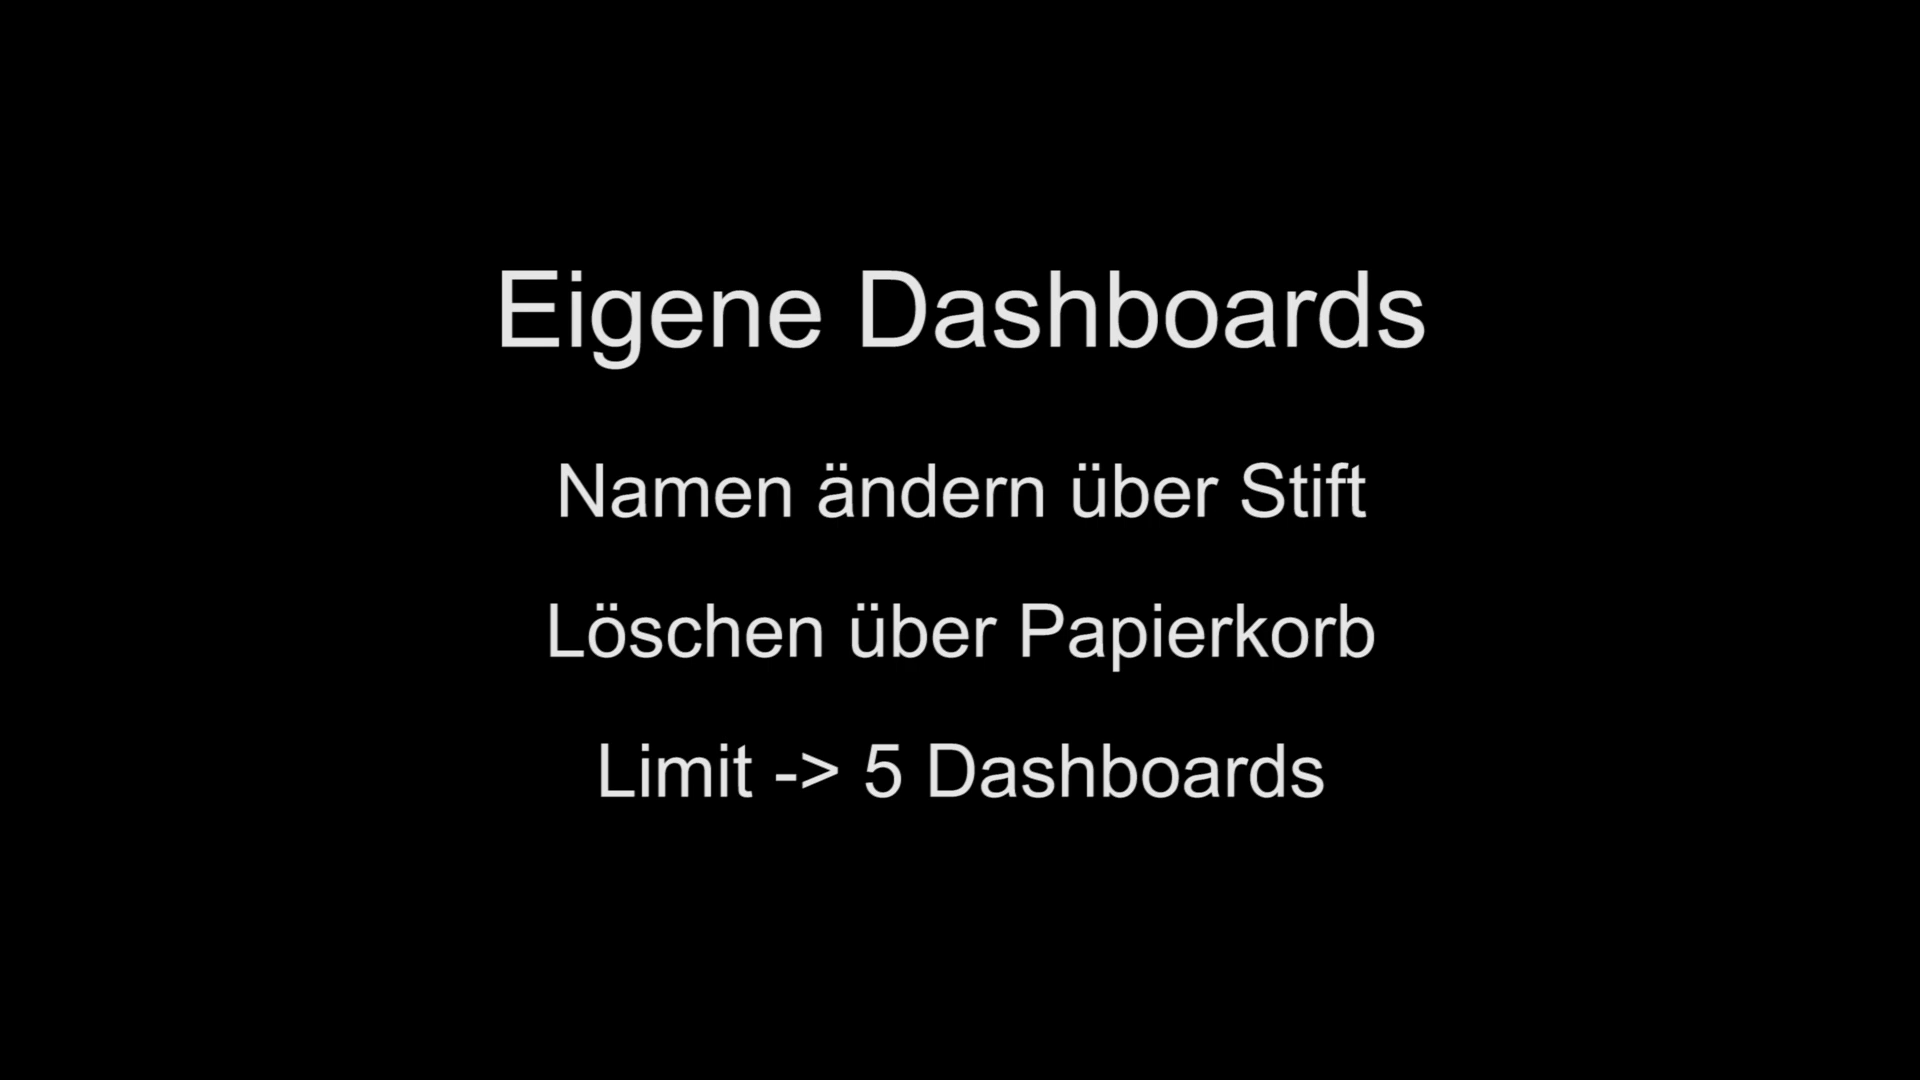 Eigene Dashboards
Namen ändern über Stift
Löschen über Papierkorb
Limit -> 5 Dashboards